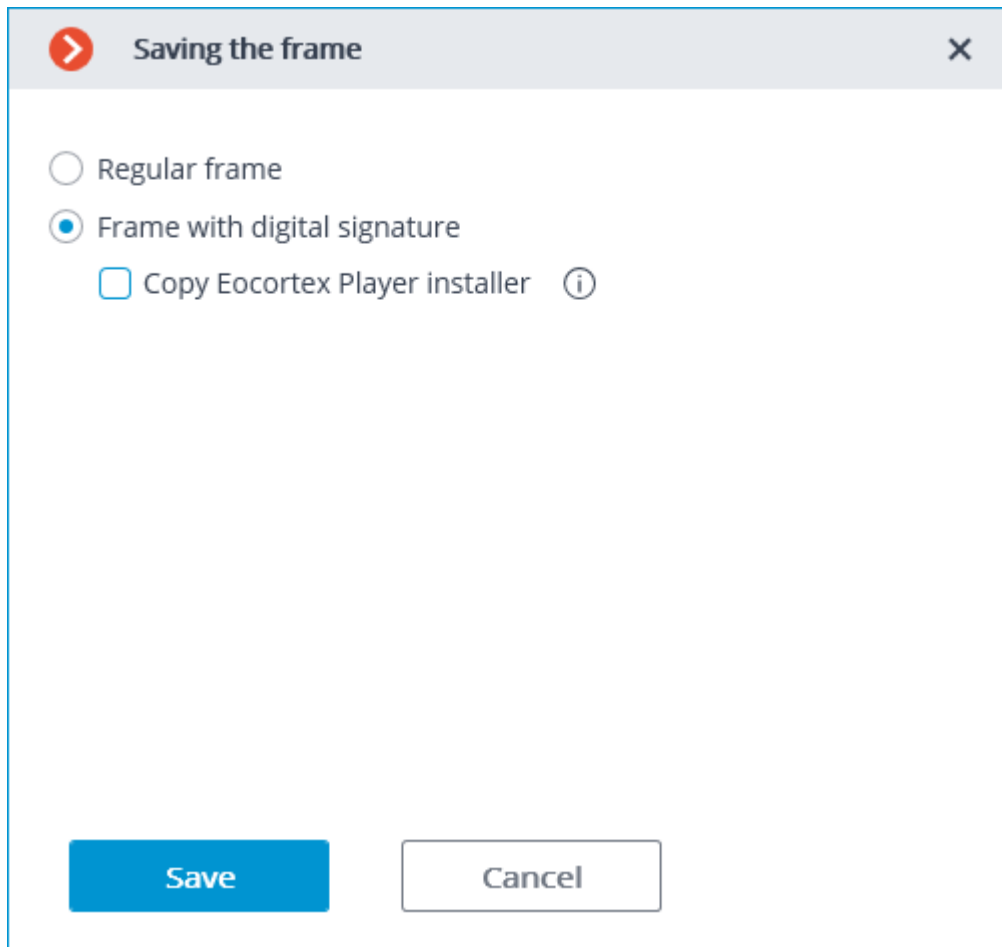 Saving the frame
Regular frame
Frame with digital signature
Copy Eocortex Player installer
Save
Cancel